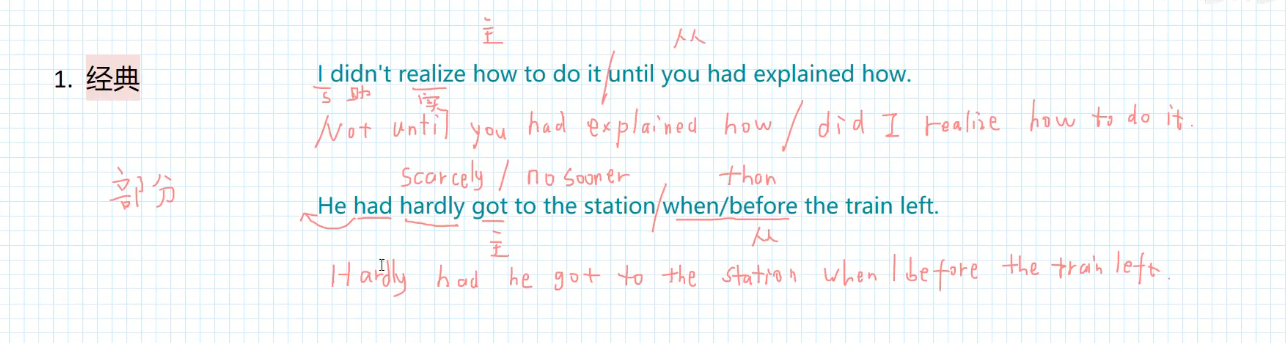 主 从
1. 经典 I didn't realize how to do it/until you had explained how.
s 助 实
Not until you had explained how / did I realize how to do it.
scarcely / no sooner than
部分
He had hardly got to the station/when/before the train left.
主 从
Hardly had he got to the station when / before the train left.